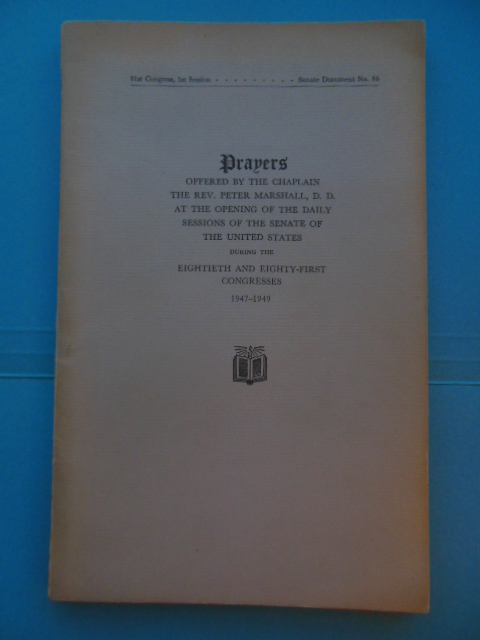 81st Congress, 1st Session . . . . . . . . . Senate Document No. 86
Prayers
OFFERED BY THE CHAPLAIN
THE REV. PETER MARSHALL, D. D.
AT THE OPENING OF THE DAILY
SESSIONS OF THE SENATE OF
THE UNITED STATES
DURING THE
EIGHTIETH AND EIGHTY-FIRST
CONGRESSES
1947-1949